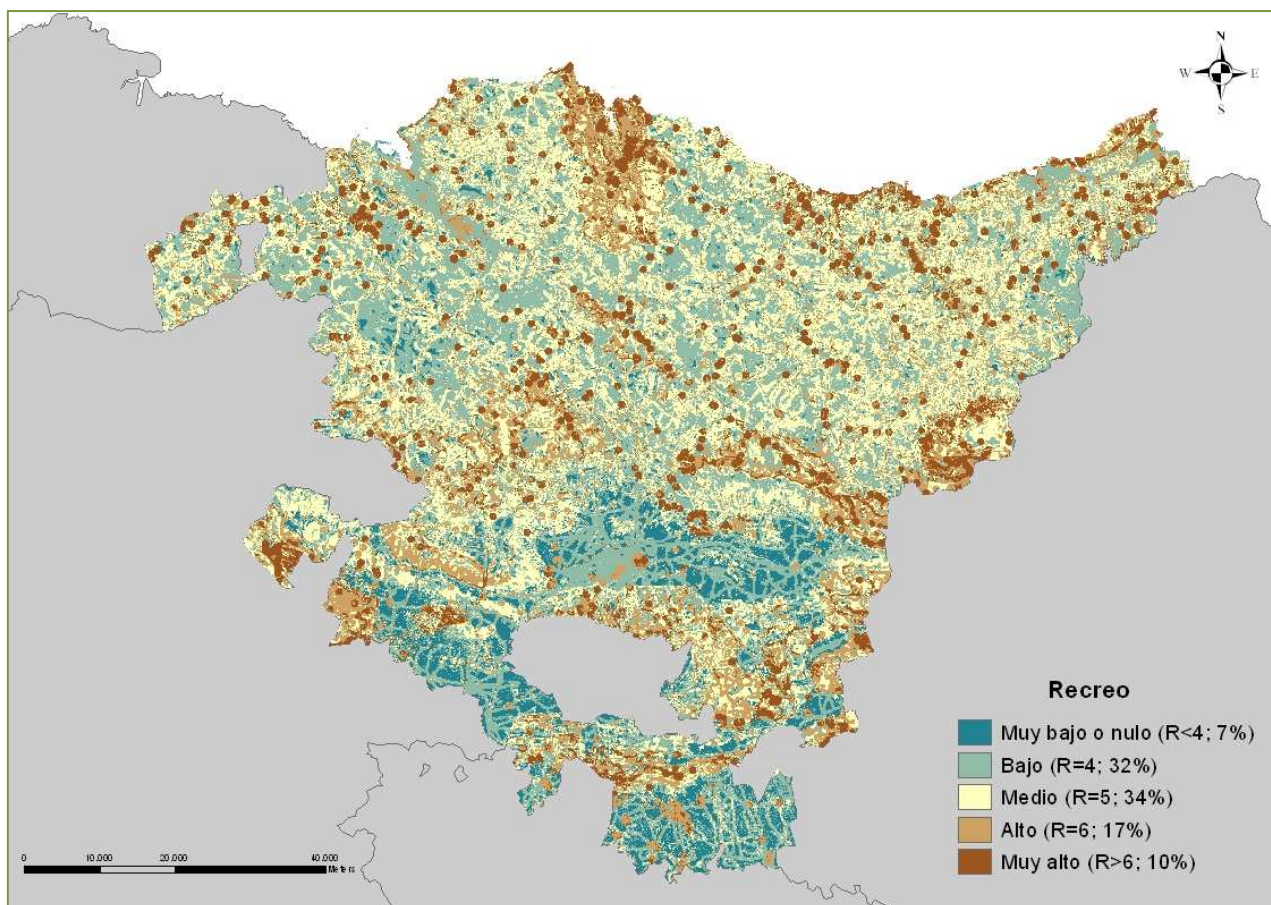 N
W E
S
Recreo
Muy bajo o nulo (R<4; 7%)
Bajo (R=4; 32%)
Medio (R=5; 34%)
Alto (R=6; 17%)
Muy alto (R>6; 10%)
0 10.000 20.000 40.000
Meters